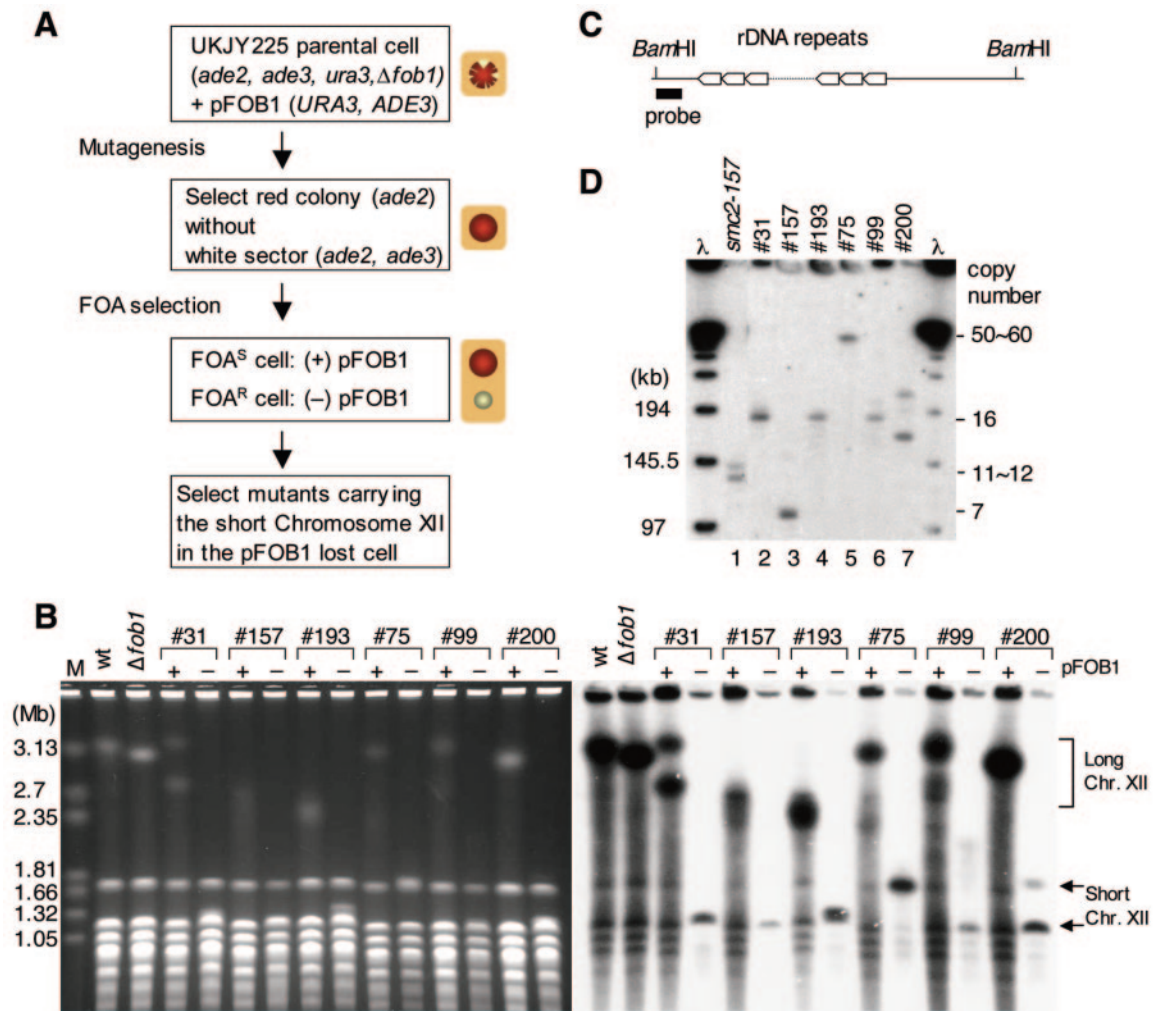 A
UKJY225 parental cell
(ade2, ade3, ura3,Δfob1)
+ pFOB1 (URA3, ADE3)
Mutagenesis
Select red colony (ade2)
without
white sector (ade2, ade3)
FOA selection
FOAS cell: (+) pFOB1
FOAR cell: (–) pFOB1
Select mutants carrying
the short Chromosome XII
in the pFOB1 lost cell
C
rDNA repeats
BamHI BamHI
probe
D
λ smc2-157 #31 #157 #193 #75 #99 #200 λ
copy
number
50~60
(kb)
194
16
145.5
11~12
7
97
1 2 3 4 5 6 7
B
M wt Δfob1 #31 #157 #193 #75 #99 #200
+ – + – + – + – + – + –
(Mb)
3.13
2.7
2.35
1.81
1.66
1.32
1.05
wt Δfob1 #31 #157 #193 #75 #99 #200
+ – + – + – + – + – + – pFOB1
Long
Chr. XII
Short
Chr. XII